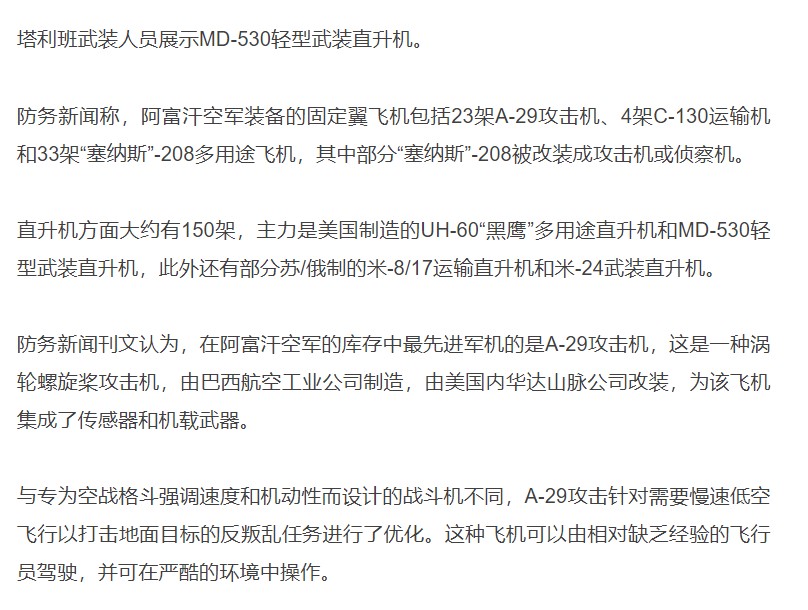 塔利班武装人员展示MD-530轻型武装直升机。
防务新闻称，阿富汗空军装备的固定翼飞机包括23架A-29攻击机、4架C-130运输机
和33架“塞纳斯”-208多用途飞机，其中部分“塞纳斯”-208被改装成攻击机或侦察机。
直升机方面大约有150架，主力是美国制造的UH-60“黑鹰”多用途直升机和MD-530轻
型武装直升机，此外还有部分苏/俄制的米-8/17运输直升机和米-24武装直升机。
防务新闻刊文认为，在阿富汗空军的库存中最先进军机的是A-29攻击机，这是一种涡
轮螺旋桨攻击机，由巴西航空工业公司制造，由美国内华达山脉公司改装，为该飞机
集成了传感器和机载武器。
与专为空战格斗强调速度和机动性而设计的战斗机不同，A-29攻击针对需要慢速低空
飞行以打击地面目标的反叛乱任务进行了优化。这种飞机可以由相对缺乏经验的飞行
员驾驶，并可在严酷的环境中操作。